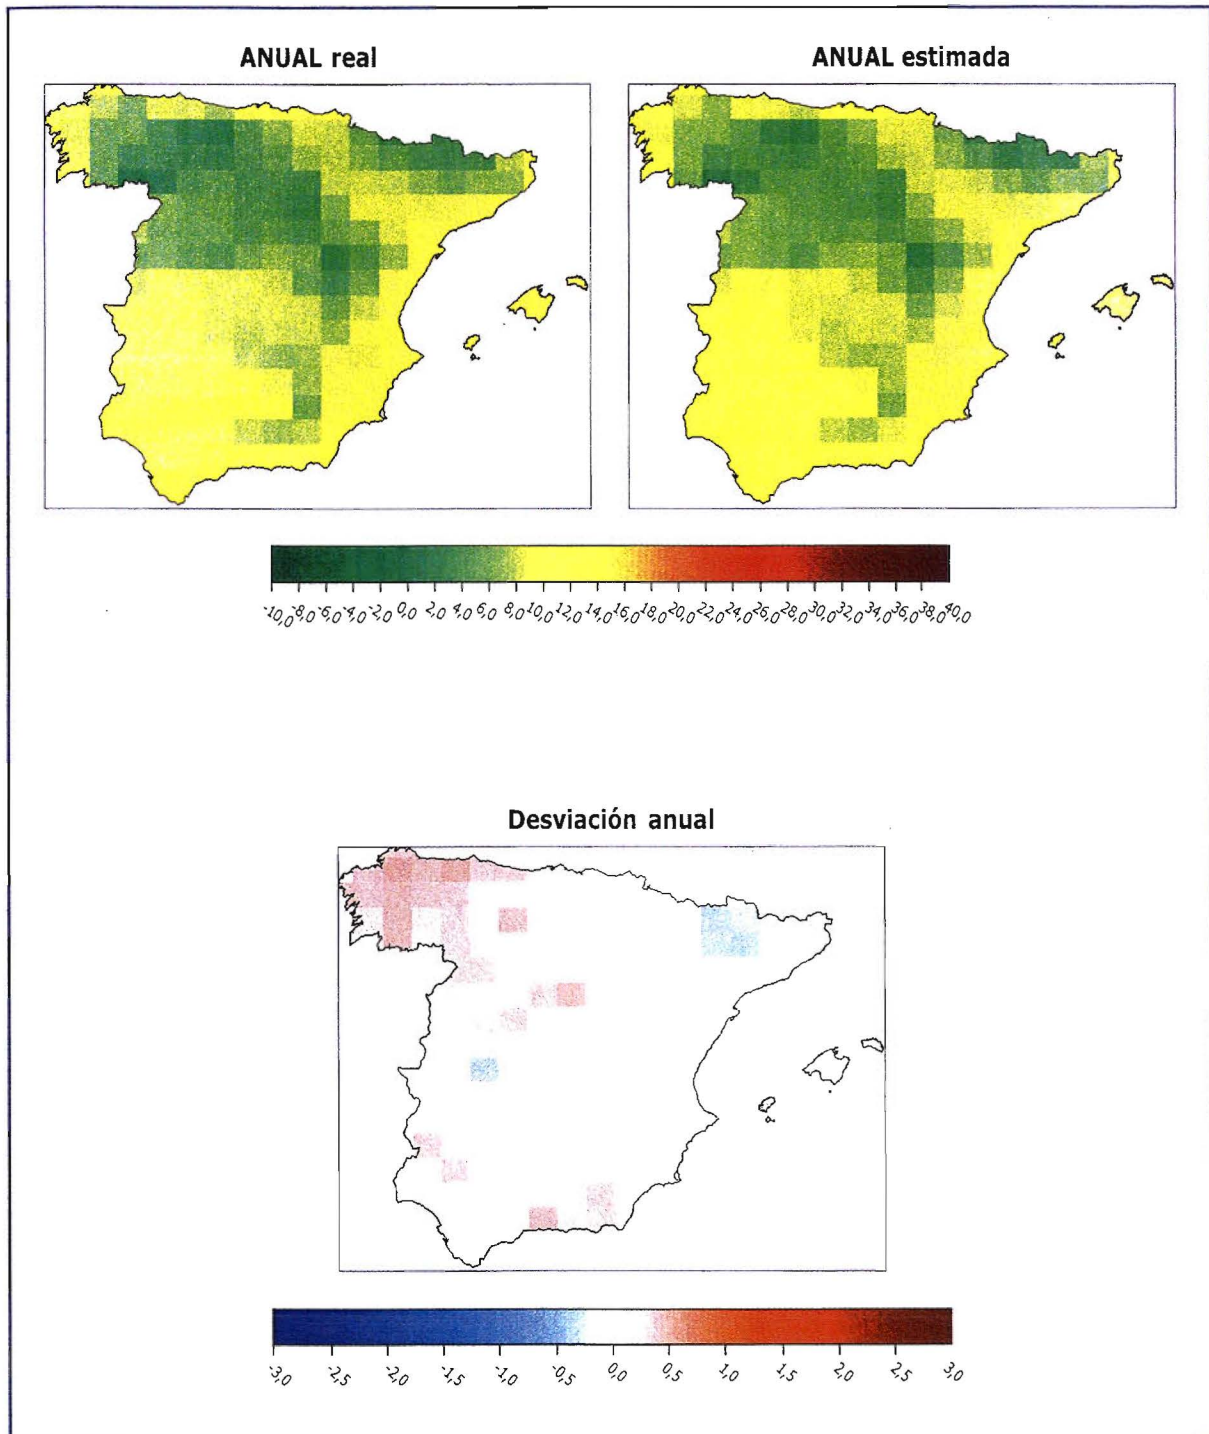 ANUAL real
ANUAL estimada
-10,0 -8,0 -6,0 -4,0 -2,0 0,0 2,0 4,0 6,0 8,0 10,0 12,0 14,0 16,0 18,0 20,0 22,0 24,0 26,0 28,0 30,0 32,0 34,0 36,0 38,0 40,0
Desviación anual
-3,0 -2,5 -2,0 -1,5 -1,0 -0,5 0,0 0,5 1,0 1,5 2,0 2,5 3,0